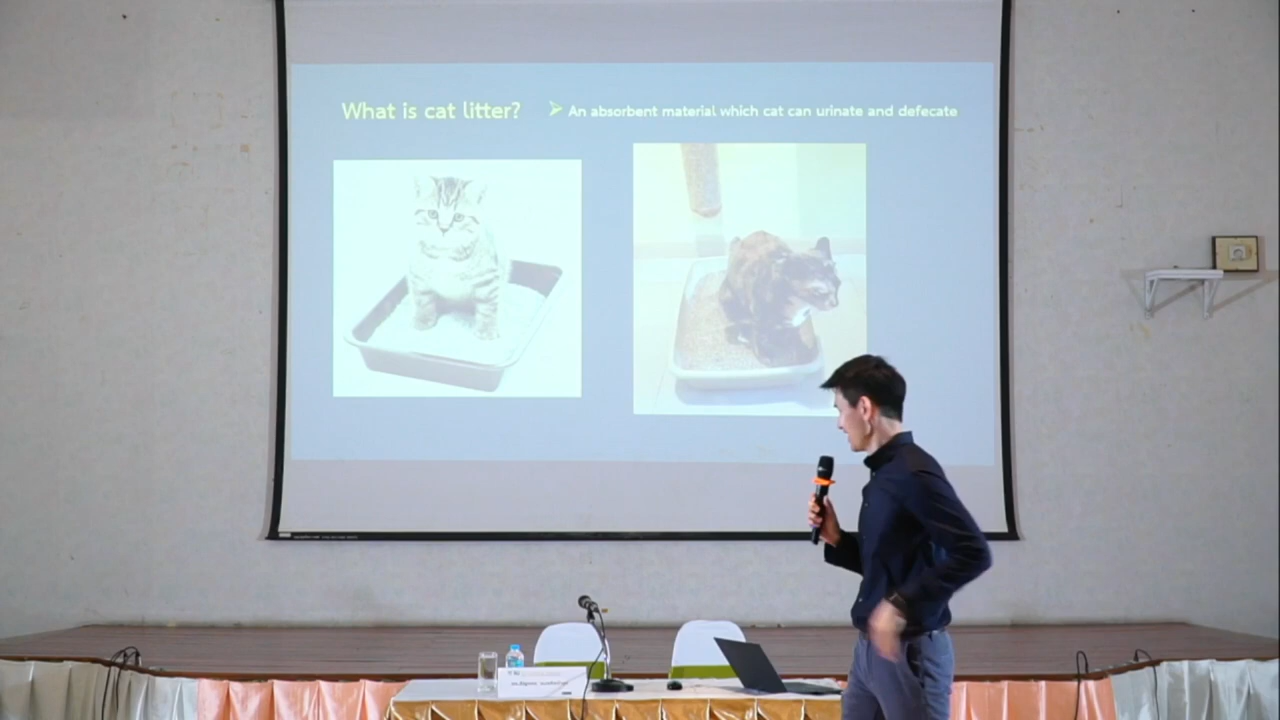 What is cat litter?
➢ An absorbent material which cat can urinate and defecate